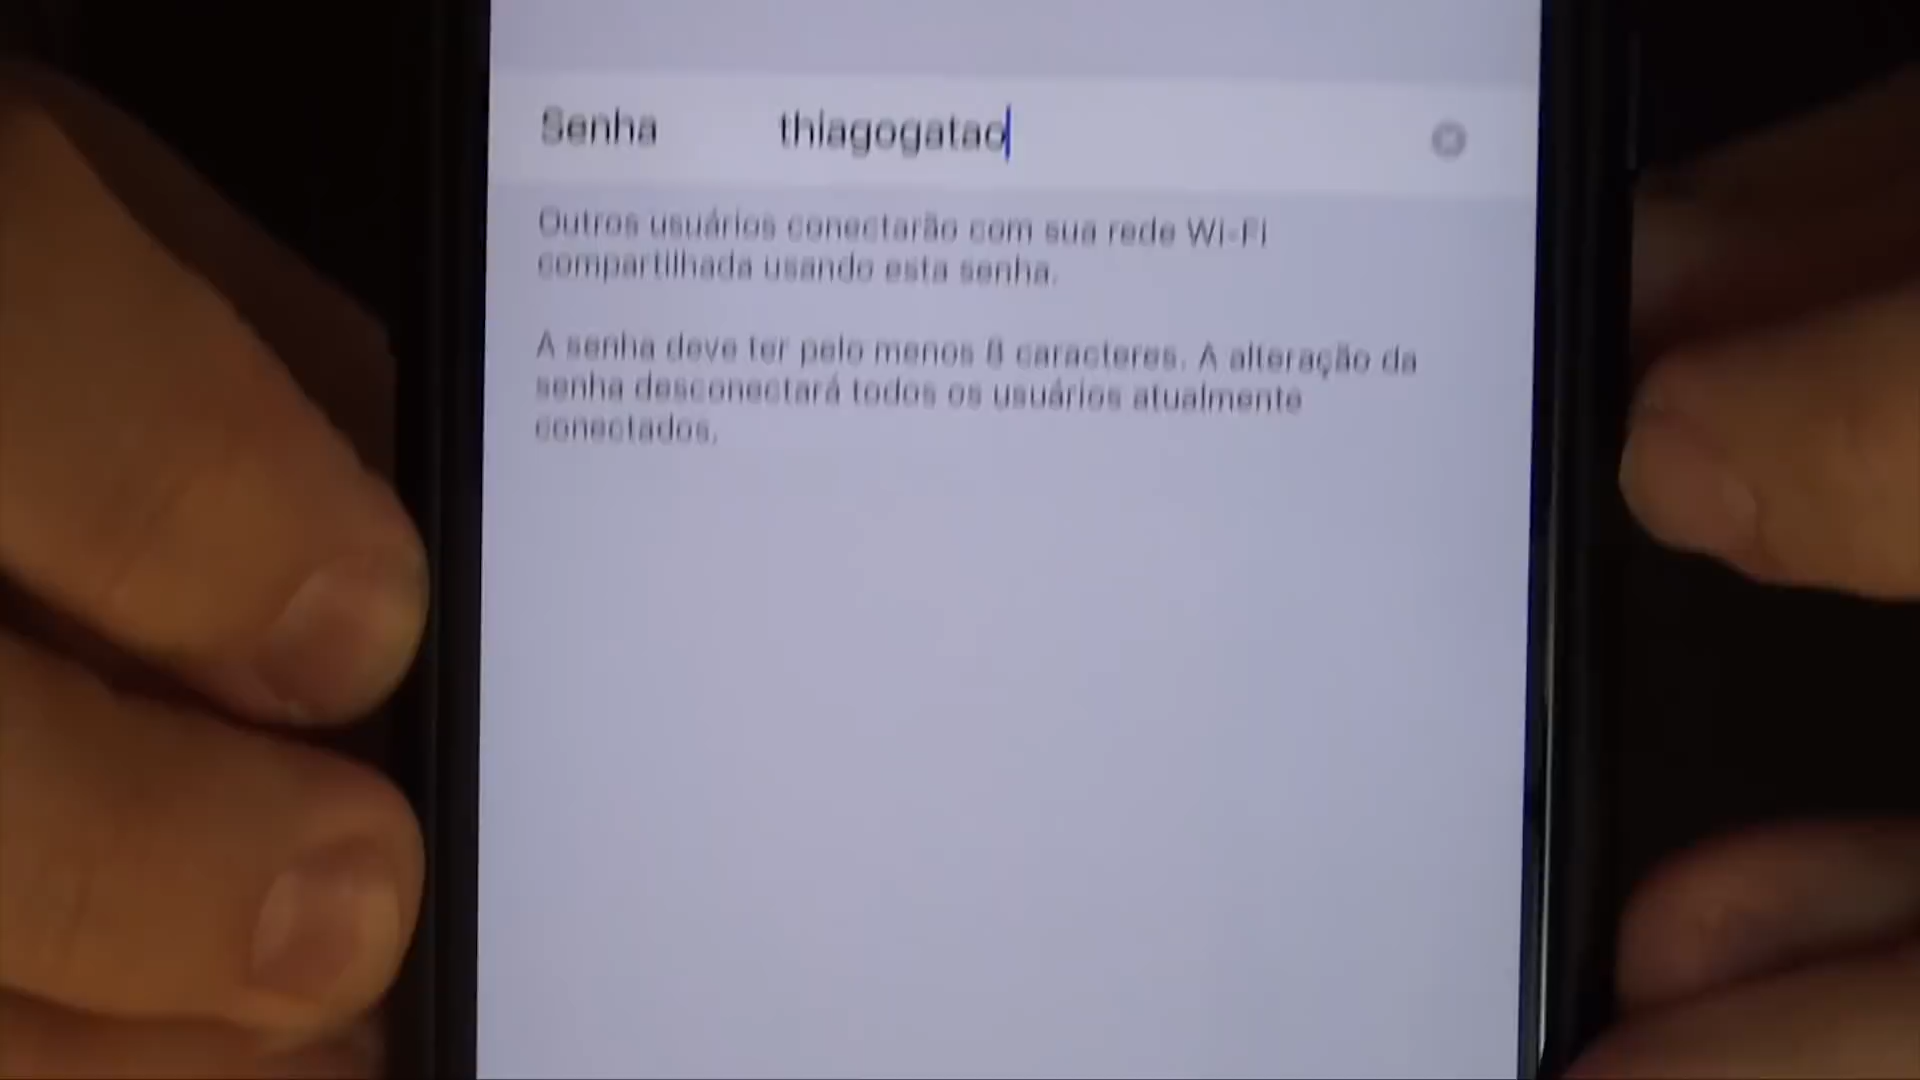 Senha thiagogatao
Outros usuários conectarão com sua rede Wi-Fi
compartilhada usando esta senha.
A senha deve ter pelo menos 8 caracteres. A alteração da
senha desconectará todos os usuários atualmente
conectados.